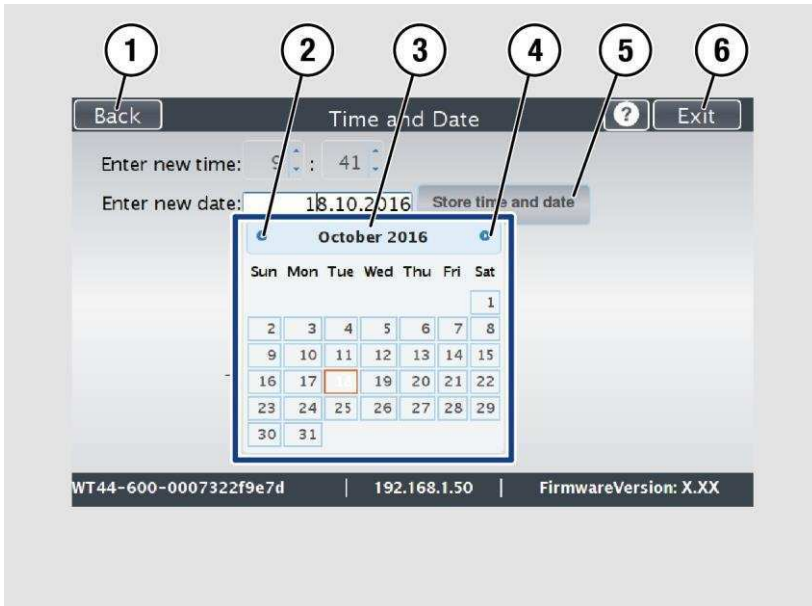 1 2 3 4 5 6
Back Time and Date ? Exit
Enter new time: 9 : 41
Enter new date: 18.10.2016 Store time and date
October 2016
Sun Mon Tue Wed Thu Fri Sat
1
2 3 4 5 6 7 8
9 10 11 12 13 14 15
16 17 18 19 20 21 22
23 24 25 26 27 28 29
30 31
WT44-600-0007322f9e7d | 192.168.1.50 | FirmwareVersion: X.XX